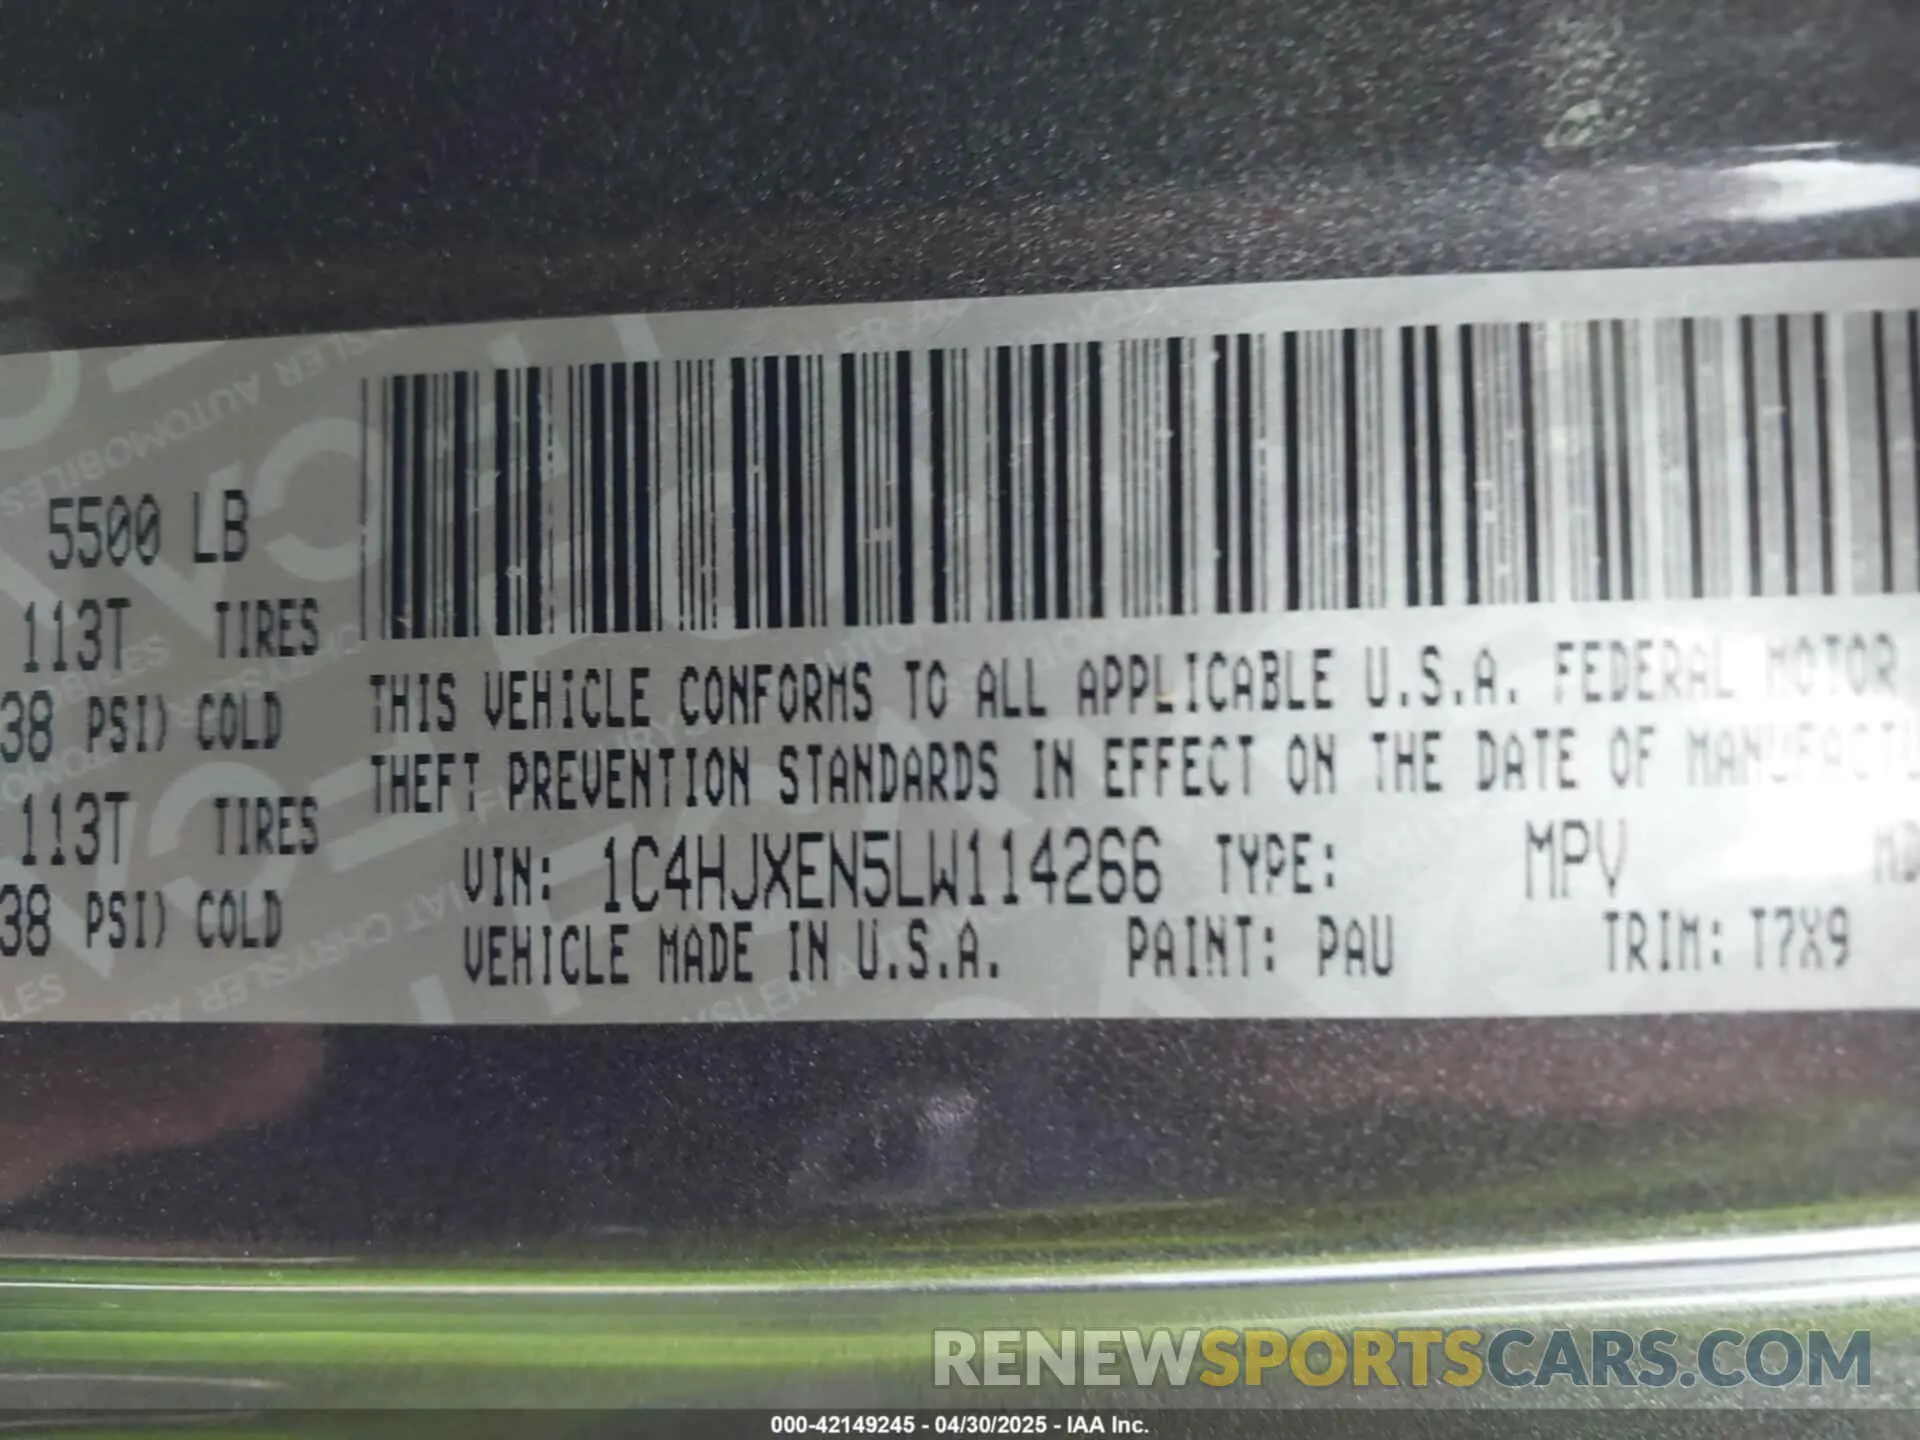 5500 LB
113T TIRES
38 PSI) COLD
113T TIRES
38 PSI) COLD
THIS VEHICLE CONFORMS TO ALL APPLICABLE U.S.A. FEDERAL MOTOR
THEFT PREVENTION STANDARDS IN EFFECT ON THE DATE OF MANUFACTU
VIN: 1C4HJXEN5LW114266 TYPE: MPV MD
VEHICLE MADE IN U.S.A. PAINT: PAU TRIM: T7X9
RENEWSPORTSCARS.COM
000-42149245 - 04/30/2025 - IAA Inc.